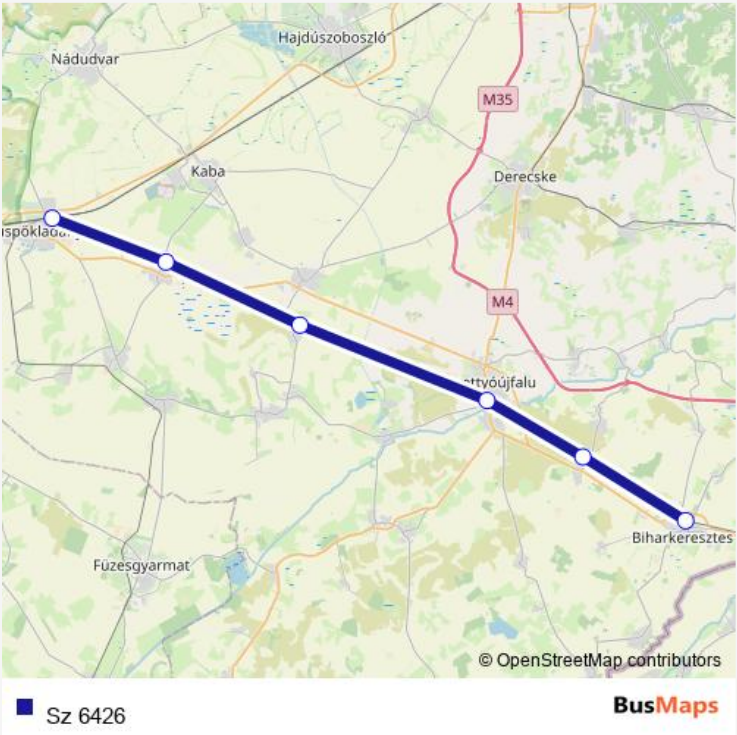 Hajdúszoboszló
Nádudvar
M35
Kaba
Derecske
M4
Biharkeresztes
Füzesgyarmat
© OpenStreetMap contributors
Sz 6426
BusMaps